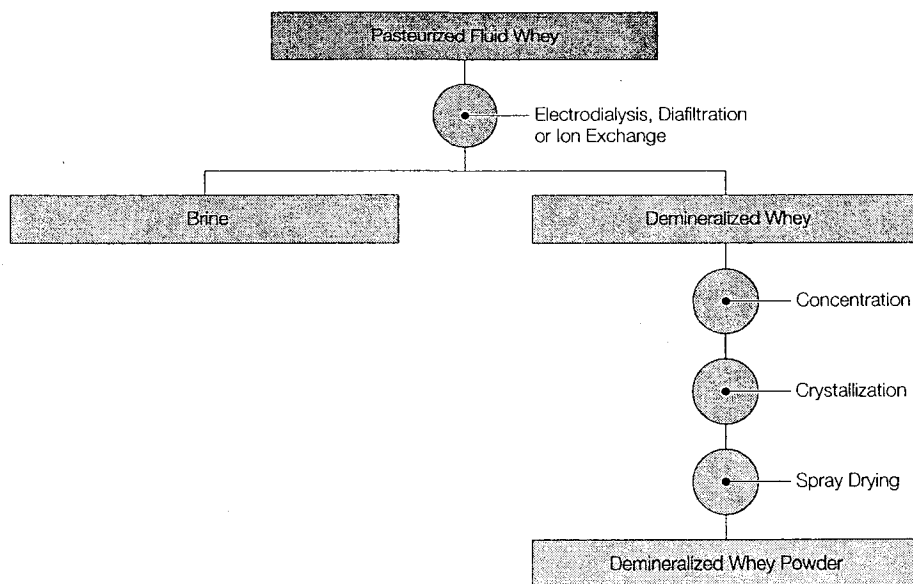 Pasteurized Fluid Whey
Electrodialysis, Diafiltration
or Ion Exchange
Brine
Demineralized Whey
Concentration
Crystallization
Spray Drying
Demineralized Whey Powder